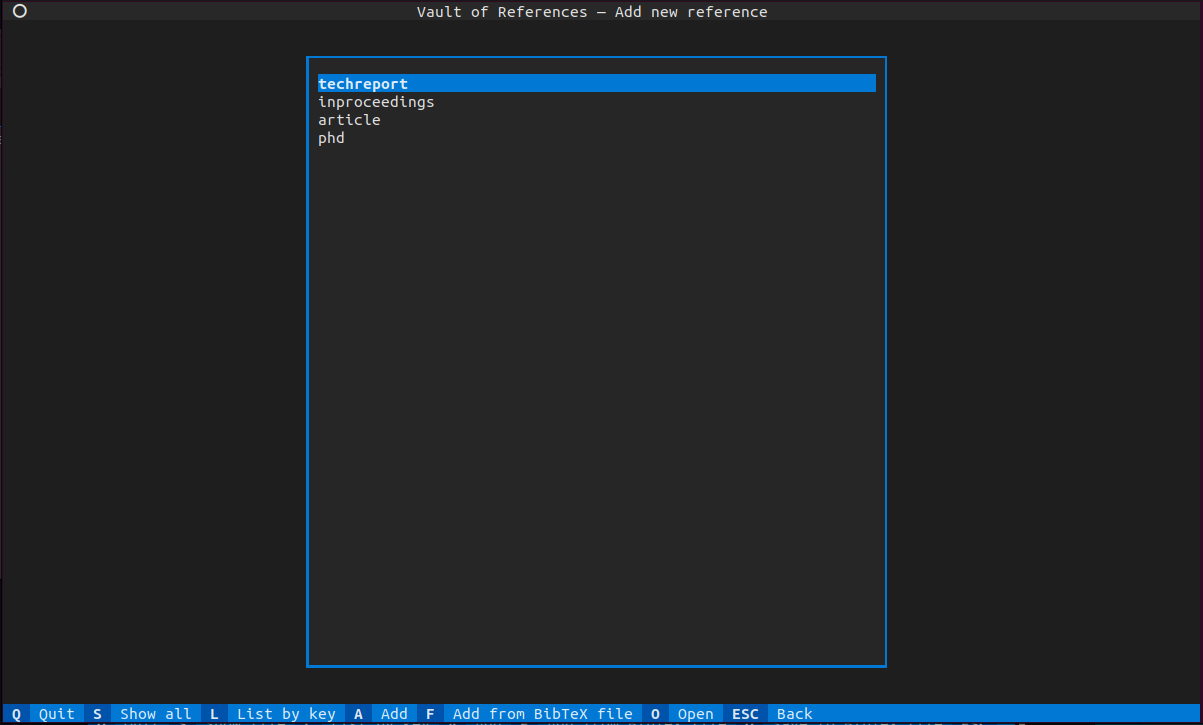 Vault of References — Add new reference
techreport
inproceedings
article
phd
Q Quit S Show all L List by key A Add F Add from BibTeX file O Open ESC Back